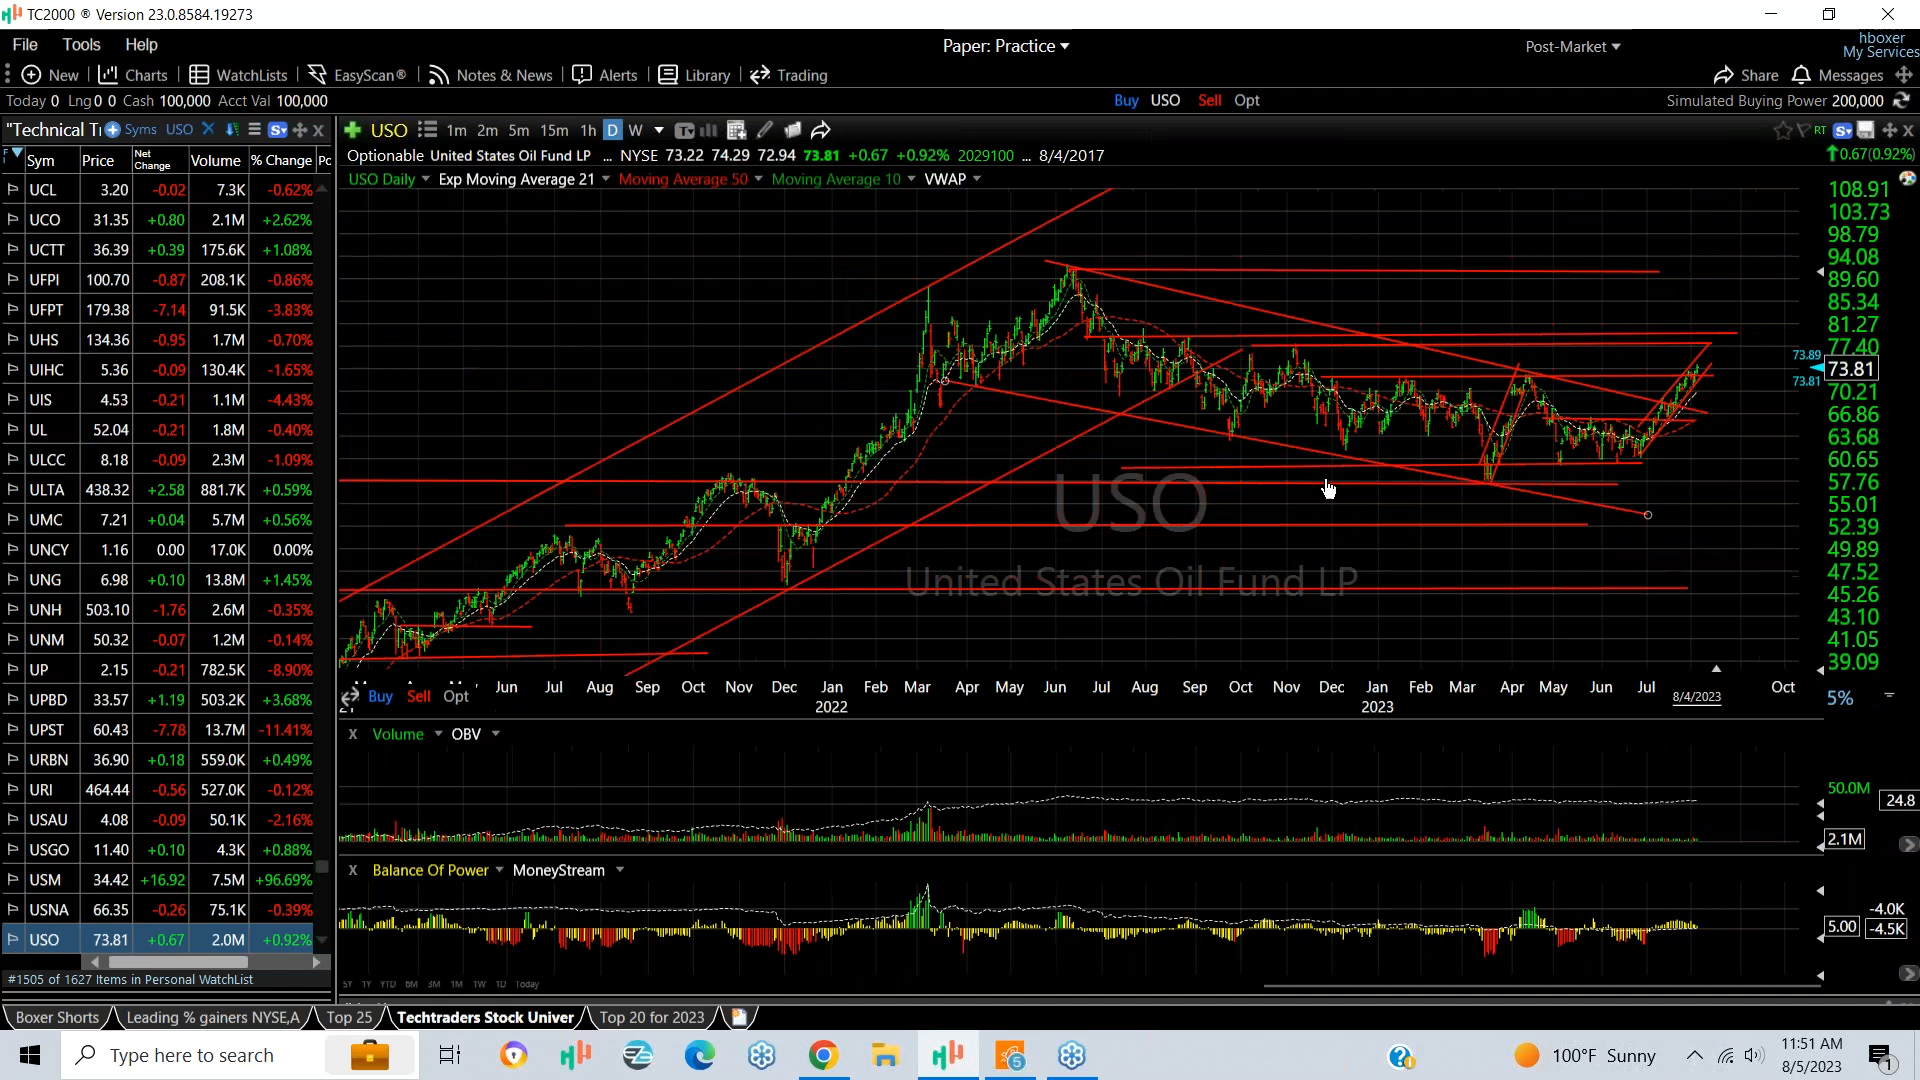 TC2000 ® Version 23.0.8584.19273
File Tools Help Paper: Practice Post-Market hboxer
My Services
New Charts WatchLists EasyScan® Notes & News Alerts Library Trading Share Messages
Today 0 Lng 0 0 Cash 100,000 Acct Val 100,000 Buy USO Sell Opt Simulated Buying Power 200,000
"Technical Syms USO USO 1m 2m 5m 15m 1h D W RT
Sym Price Net Change Volume % Change
Optionable United States Oil Fund LP ... NYSE 73.22 74.29 72.94 73.81 +0.67 +0.92% 2029100 ... 8/4/2017 0.67(0.92%)
USO Daily Exp Moving Average 21 Moving Average 50 Moving Average 10 VWAP
UCL 3.20 -0.02 7.3K -0.62%
UCO 31.35 +0.80 2.1M +2.62%
UCTT 36.39 +0.39 175.6K +1.08%
UFPI 100.70 -0.87 208.1K -0.86%
UFPT 179.38 -7.14 91.5K -3.83%
UHS 134.36 -0.95 1.7M -0.70%
UIHC 5.36 -0.09 130.4K -1.65%
UIS 4.53 -0.21 1.1M -4.43%
UL 52.04 -0.21 1.8M -0.40%
ULCC 8.18 -0.09 2.3M -1.09%
ULTA 438.32 +2.58 881.7K +0.59%
UMC 7.21 +0.04 5.7M +0.56%
UNCY 1.16 0.00 17.0K 0.00%
UNG 6.98 +0.10 13.8M +1.45%
UNH 503.10 -1.76 2.6M -0.35%
UNM 50.32 -0.07 1.2M -0.14%
UP 2.15 -0.21 782.5K -8.90%
UPBD 33.57 +1.19 503.2K +3.68%
UPST 60.43 -7.78 13.7M -11.41%
URBN 36.90 +0.18 559.0K +0.49%
URI 464.44 -0.56 527.0K -0.12%
USAU 4.08 -0.09 50.1K -2.16%
USGO 11.40 +0.10 4.3K +0.88%
USM 34.42 +16.92 7.5M +96.69%
USNA 66.35 -0.26 75.1K -0.39%
USO 73.81 +0.67 2.0M +0.92%
#1505 of 1627 Items in Personal WatchList
108.91
103.73
98.79
94.08
89.60
85.34
81.27
77.40
73.89
73.81
73.81
70.21
66.86
63.68
60.65
57.76
55.01
52.39
49.89
47.52
45.26
43.10
41.05
39.09
USO
United States Oil Fund LP
Jun Jul Aug Sep Oct Nov Dec Jan Feb Mar Apr May Jun Jul Aug Sep Oct Nov Dec Jan Feb Mar Apr May Jun Jul Oct
Buy Sell Opt 2022 2023 8/4/2023 5%
X Volume OBV
50.0M
24.8
2.1M
X Balance Of Power MoneyStream
-4.0K
5.00 -4.5K
5Y 1Y YTD 6M 3M 1M 1W 1D Today
Boxer Shorts Leading % gainers NYSE,A Top 25 Techtraders Stock Univer Top 20 for 2023
Type here to search 5 100°F Sunny 11:51 AM
8/5/2023 1